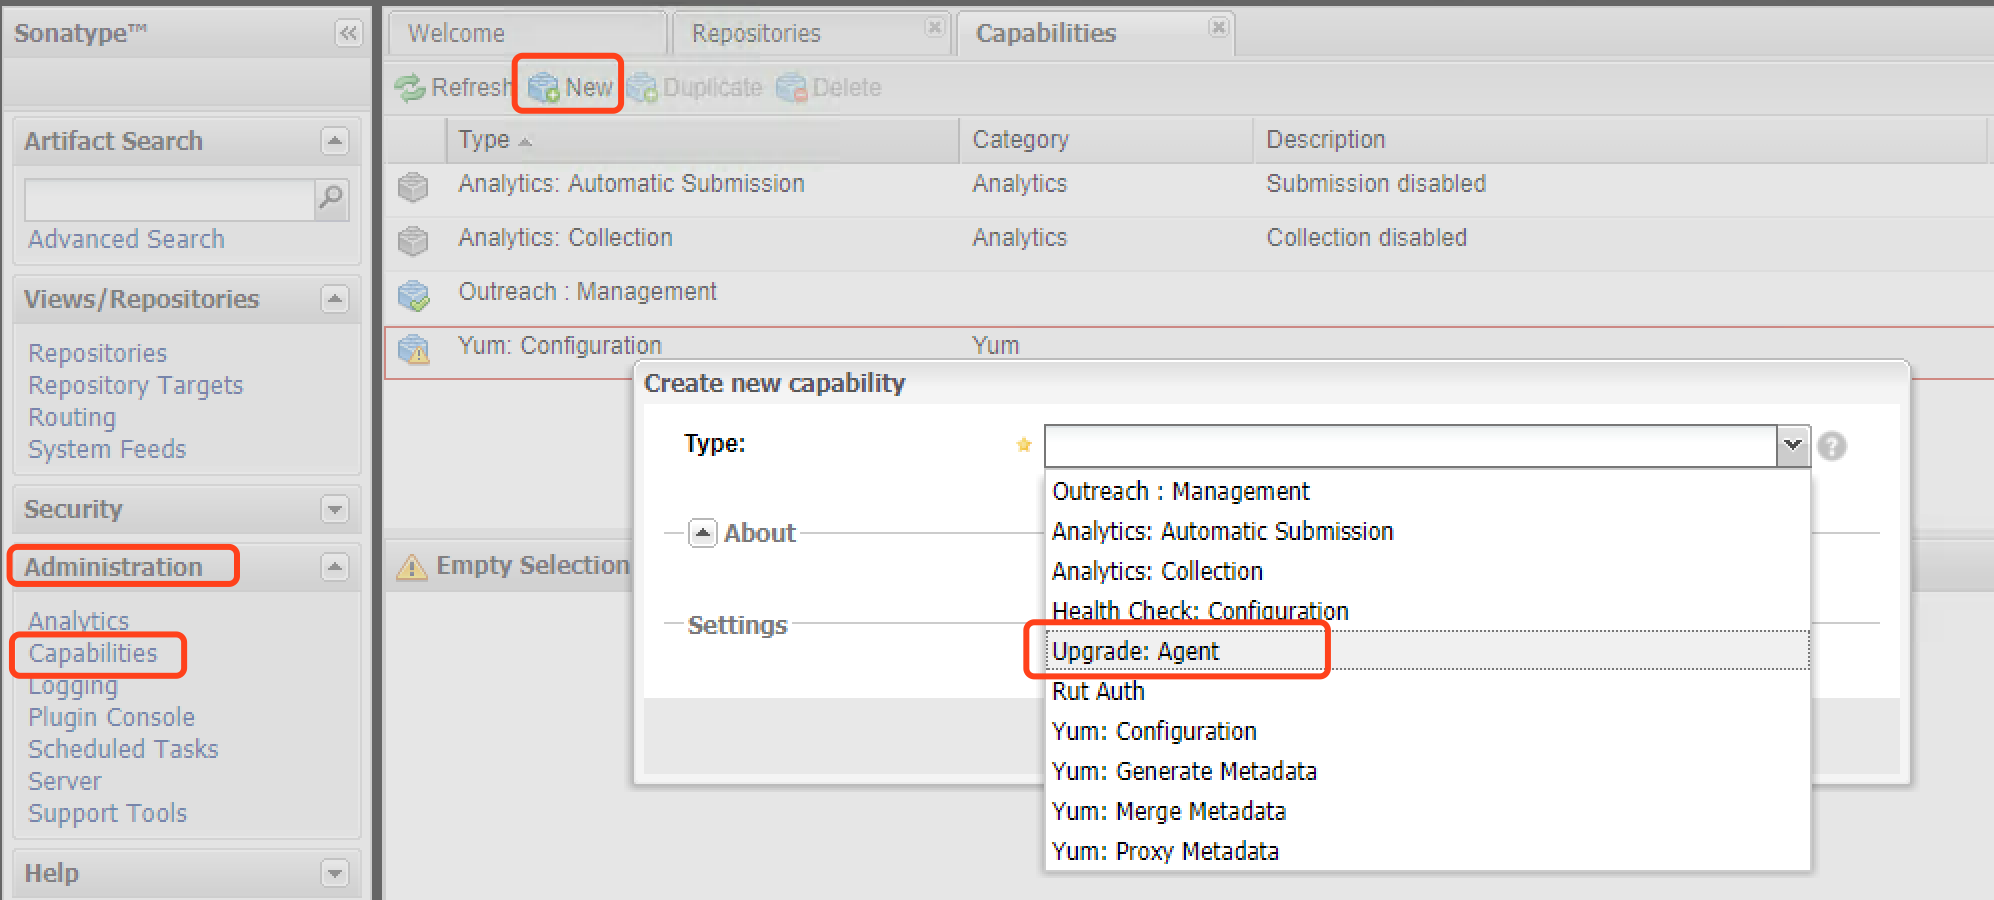 Sonatype™
Artifact Search
Advanced Search
Views/Repositories
Repositories
Repository Targets
Routing
System Feeds
Security
Administration
Analytics
Capabilities
Logging
Plugin Console
Scheduled Tasks
Server
Support Tools
Help
Welcome Repositories Capabilities
Refresh New Duplicate Delete
Type Category Description
Analytics: Automatic Submission Analytics Submission disabled
Analytics: Collection Analytics Collection disabled
Outreach : Management
Yum: Configuration Yum
Empty Selection
Create new capability
Type:
About
Settings
Outreach : Management
Analytics: Automatic Submission
Analytics: Collection
Health Check: Configuration
Upgrade: Agent
Rut Auth
Yum: Configuration
Yum: Generate Metadata
Yum: Merge Metadata
Yum: Proxy Metadata